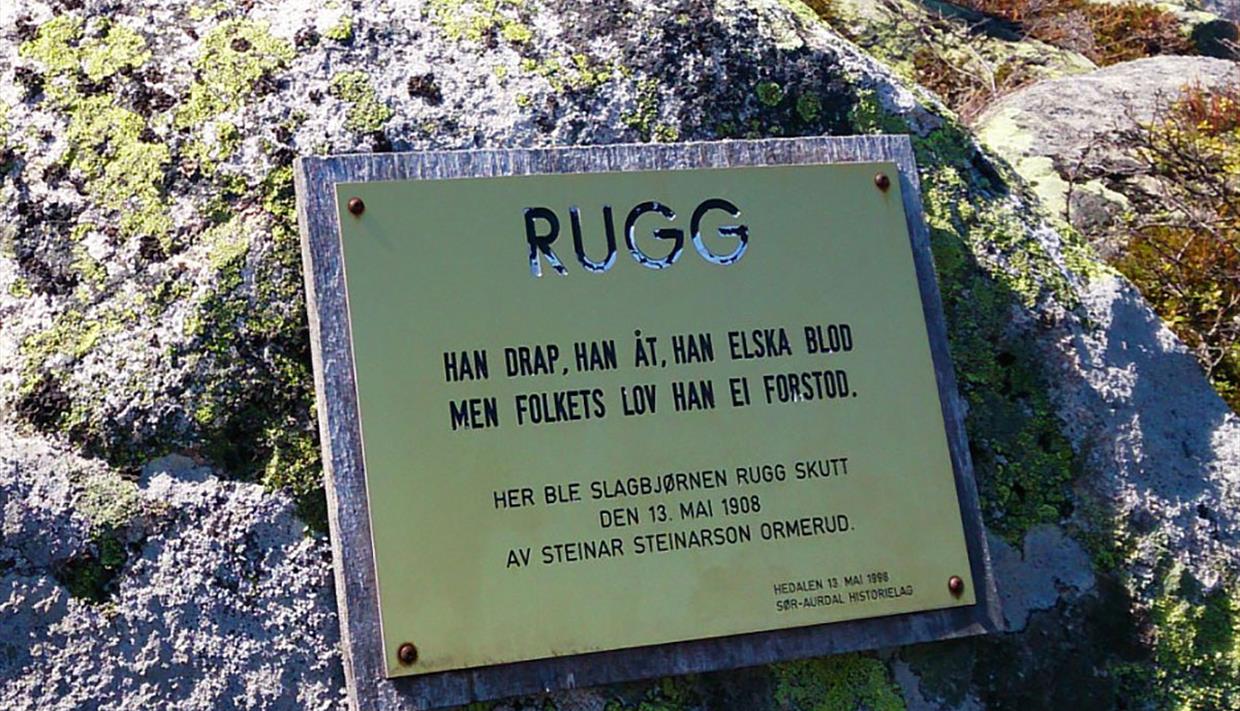 RUGG
HAN DRAP, HAN ÅT, HAN ELSKA BLOD
MEN FOLKETS LOV HAN EI FORSTOD.
HER BLE SLAGBJØRNEN RUGG SKUTT
DEN 13. MAI 1908
AV STEINAR STEINARSON ORMERUD.
HEDALEN 13 MAI 1998
SØR-AURDAL HISTORIELAG